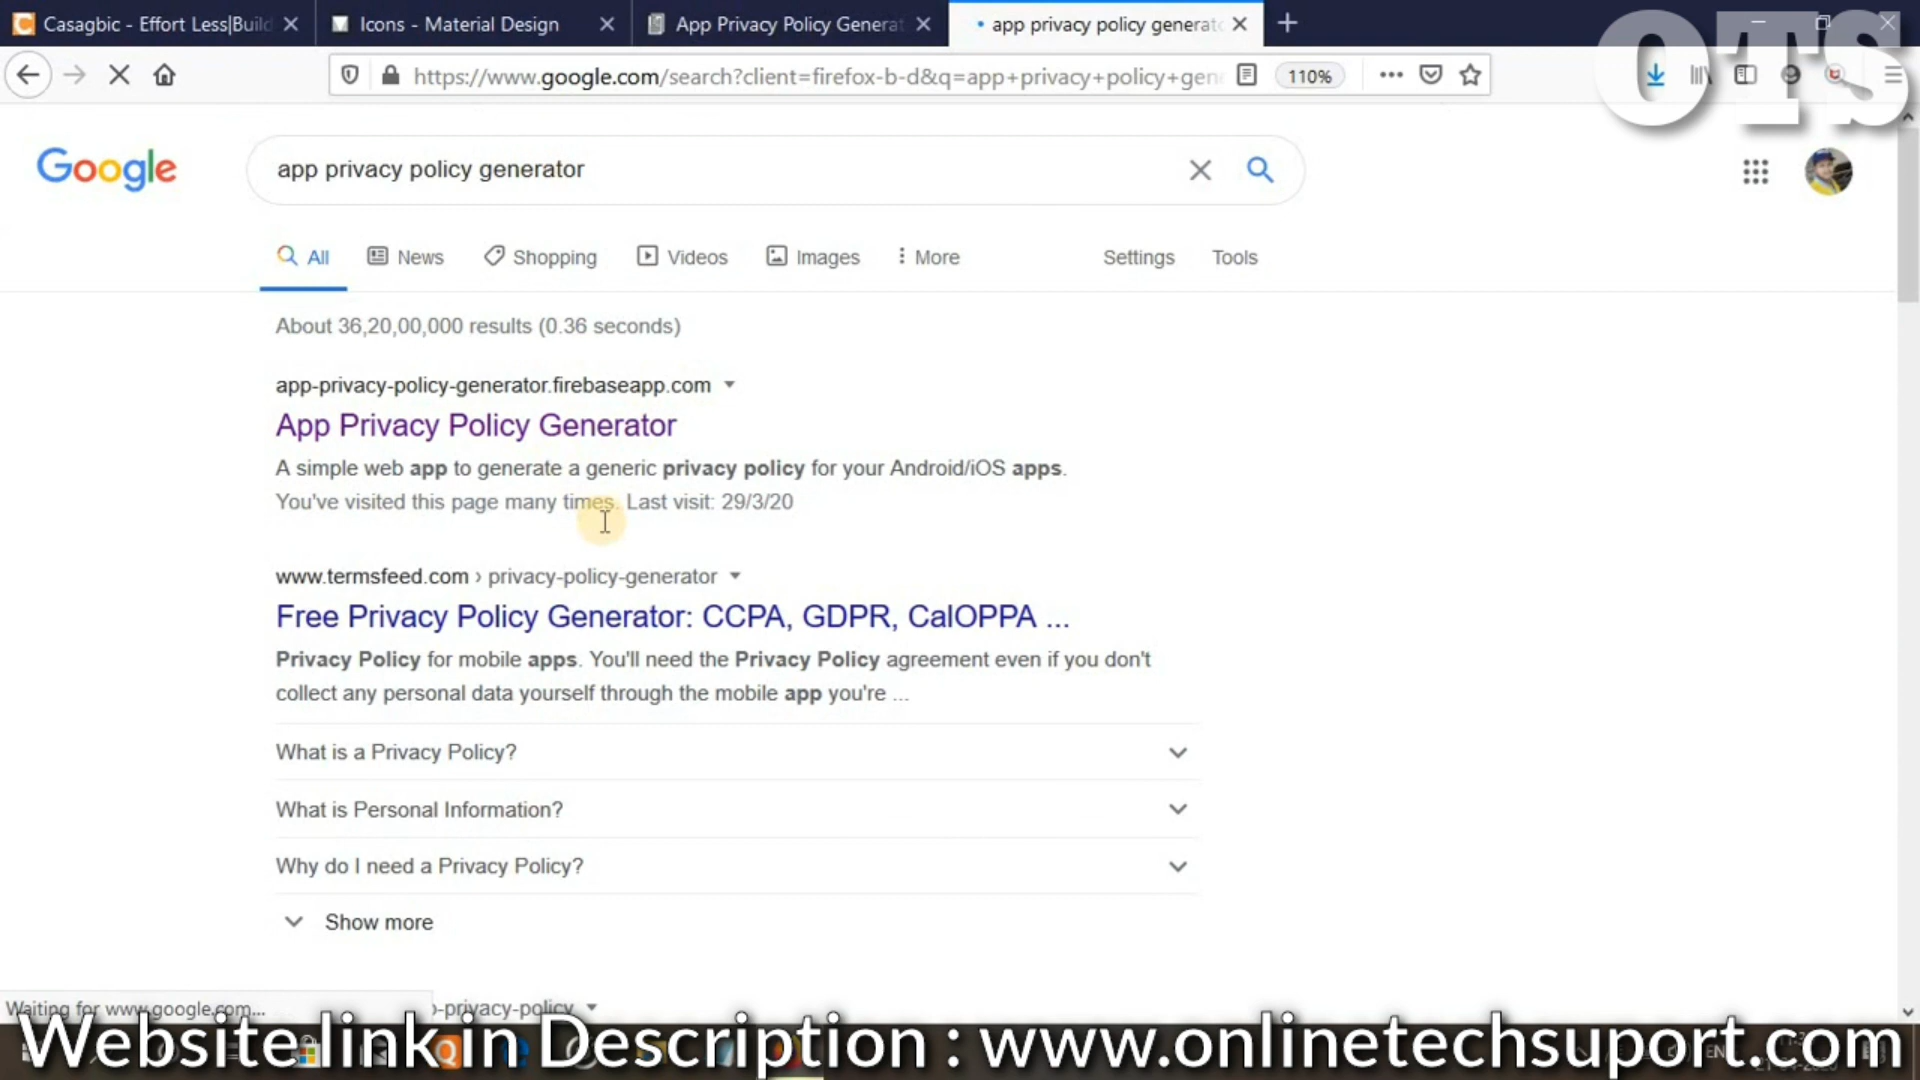 Casagbic - Effort Less|Build
Icons - Material Design
App Privacy Policy Generat
app privacy policy generato
https://www.google.com/search?client=firefox-b-d&q=app+privacy+policy+gen
110%
OTS
Google
app privacy policy generator
All
News
Shopping
Videos
Images
More
Settings
Tools
About 36,20,00,000 results (0.36 seconds)
app-privacy-policy-generator.firebaseapp.com
App Privacy Policy Generator
A simple web app to generate a generic privacy policy for your Android/iOS apps.
You've visited this page many times. Last visit: 29/3/20
www.termsfeed.com › privacy-policy-generator
Free Privacy Policy Generator: CCPA, GDPR, CalOPPA ...
Privacy Policy for mobile apps. You'll need the Privacy Policy agreement even if you don't
collect any personal data yourself through the mobile app you're ...
What is a Privacy Policy?
What is Personal Information?
Why do I need a Privacy Policy?
Show more
Waiting for www.google.com...
-privacy-policy
Website link in Description : www.onlinetechsuport.com